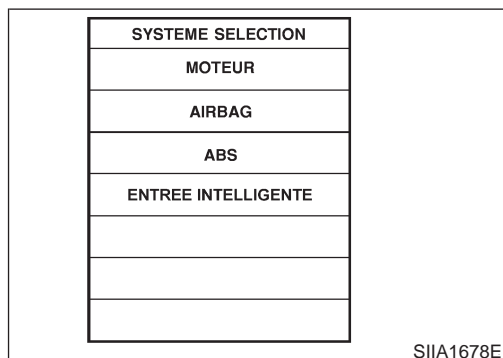 SYSTEME SELECTION
MOTEUR
AIRBAG
ABS
ENTREE INTELLIGENTE
SIIA1678E